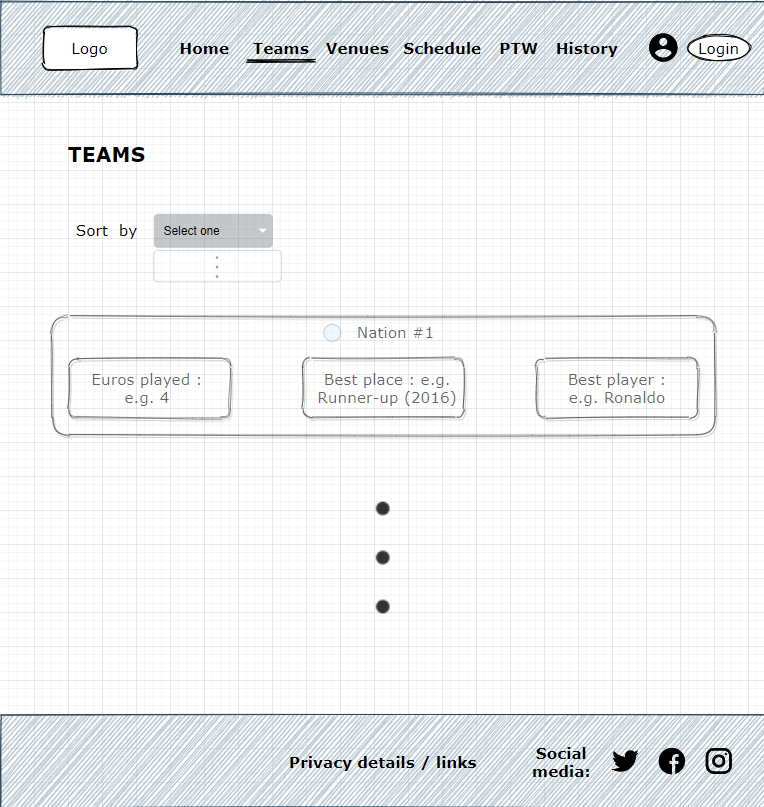 Logo Home Teams Venues Schedule PTW History Login
TEAMS
Sort by Select one
Nation #1
Euros played :
e.g. 4
Best place : e.g.
Runner-up (2016)
Best player :
e.g. Ronaldo
Privacy details / links
Social
media: